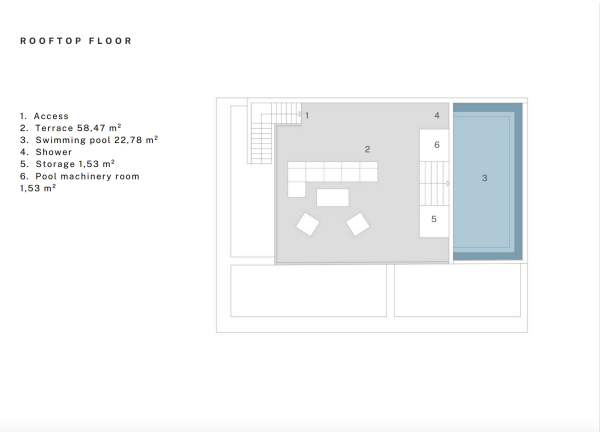 ROOFTOP FLOOR
1. Access
2. Terrace 58,47 m²
3. Swimming pool 22,78 m²
4. Shower
5. Storage 1,53 m²
6. Pool machinery room
1,53 m²
1
4
6
2
3
5